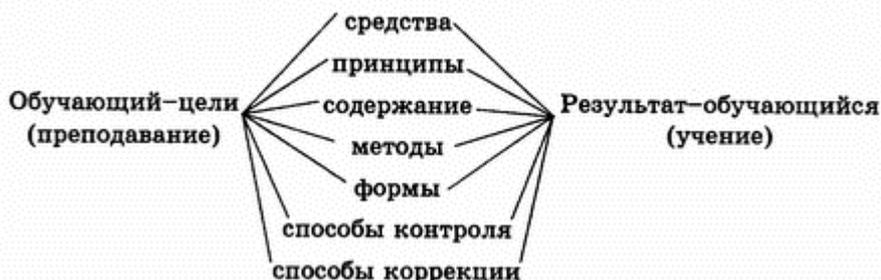 средства
принципы
Обучающий–цели
(преподавание)
содержание
методы
формы
способы контроля
способы коррекции
Результат–обучающийся
(учение)